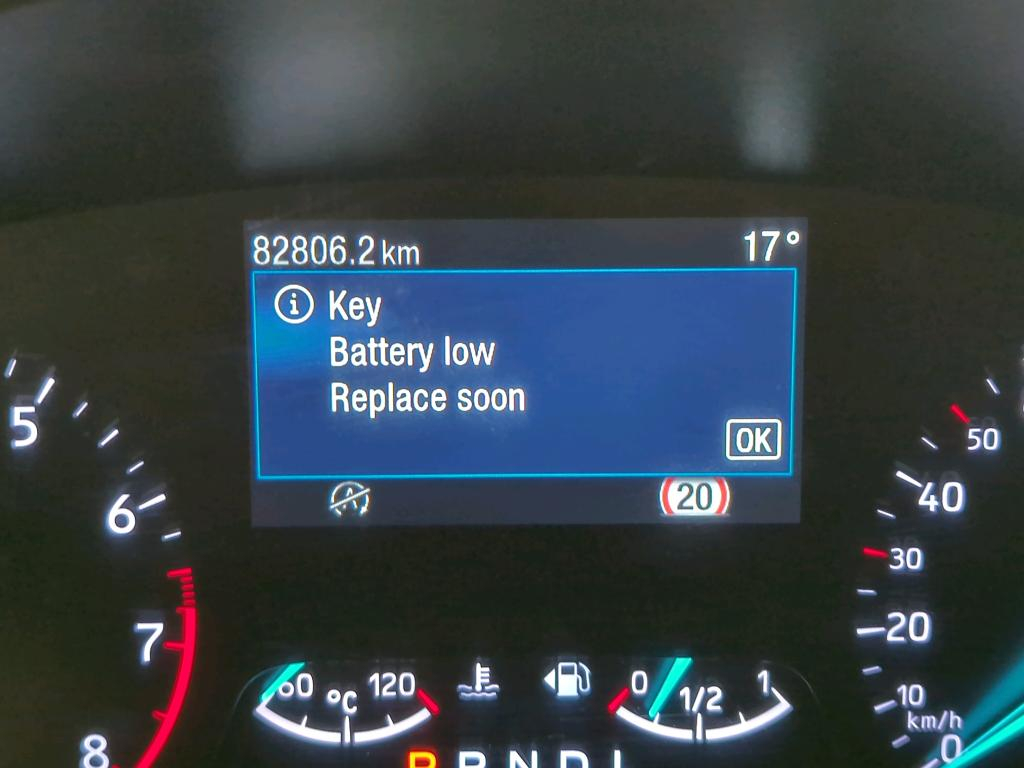 82806.2 km 17°
i Key
Battery low
Replace soon
OK
A 20
5
6
7
8
60 °C 120
0 1/2 1
50
40
30
20
10
km/h
0
P R N D